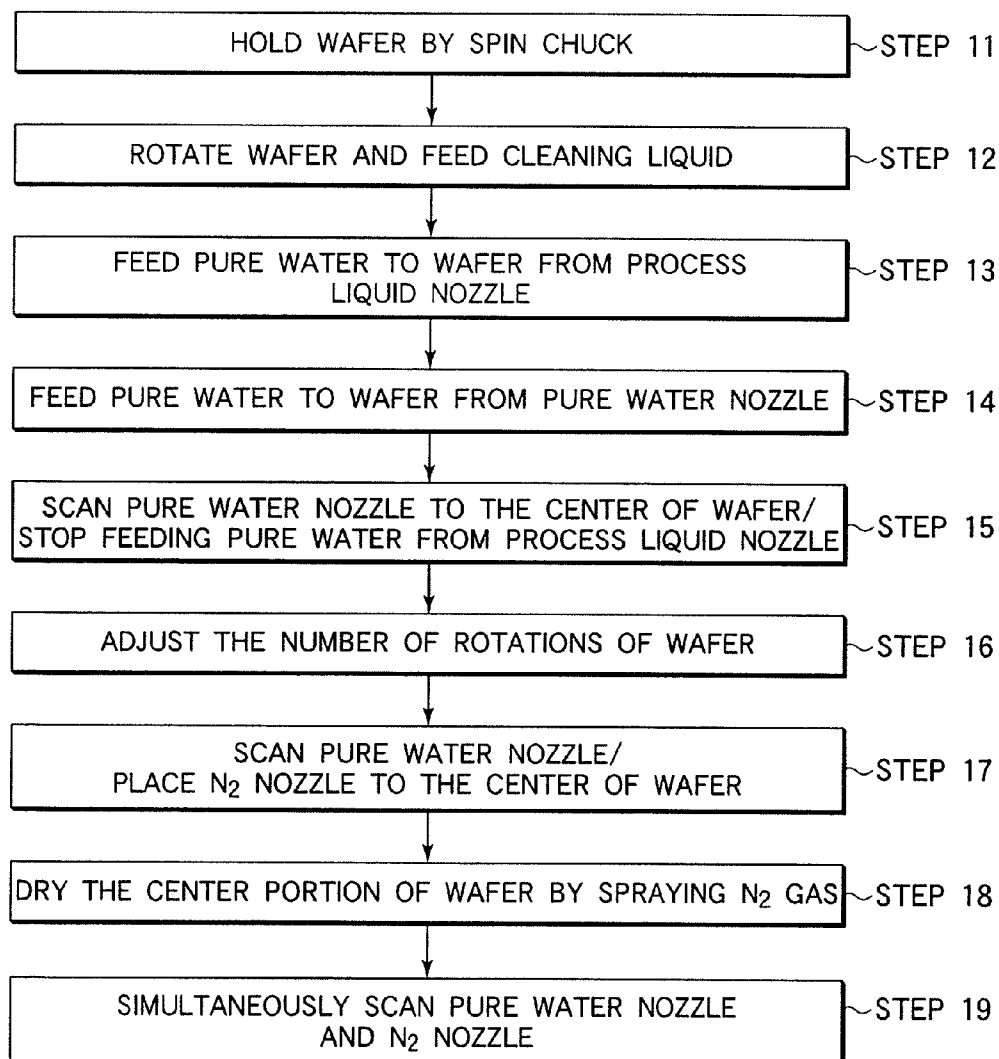 HOLD WAFER BY SPIN CHUCK
STEP 11
ROTATE WAFER AND FEED CLEANING LIQUID
STEP 12
FEED PURE WATER TO WAFER FROM PROCESS
LIQUID NOZZLE
STEP 13
FEED PURE WATER TO WAFER FROM PURE WATER NOZZLE
STEP 14
SCAN PURE WATER NOZZLE TO THE CENTER OF WAFER/
STOP FEEDING PURE WATER FROM PROCESS LIQUID NOZZLE
STEP 15
ADJUST THE NUMBER OF ROTATIONS OF WAFER
STEP 16
SCAN PURE WATER NOZZLE/
PLACE N₂ NOZZLE TO THE CENTER OF WAFER
STEP 17
DRY THE CENTER PORTION OF WAFER BY SPRAYING N₂ GAS
STEP 18
SIMULTANEOUSLY SCAN PURE WATER NOZZLE
AND N₂ NOZZLE
STEP 19